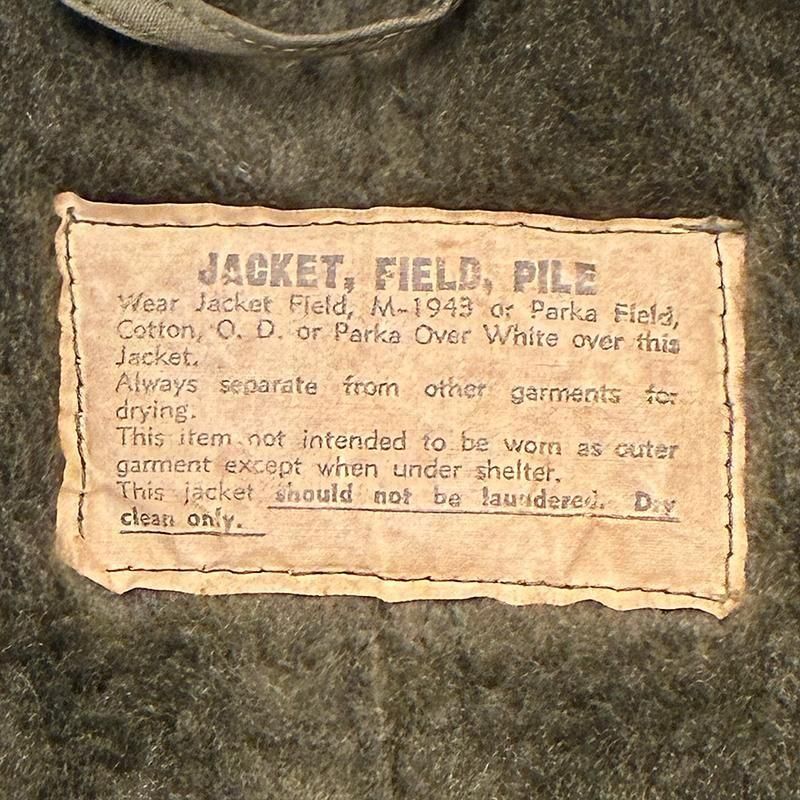 JACKET, FIELD, PILE
Wear Jacket Field, M-1943 or Parka Field,
Cotton, O. D. or Parka Over White over this
Jacket.
Always separate from other garments for
drying.
This item not intended to be worn as outer
garment except when under shelter.
This jacket should not be laundered. Dry
clean only.